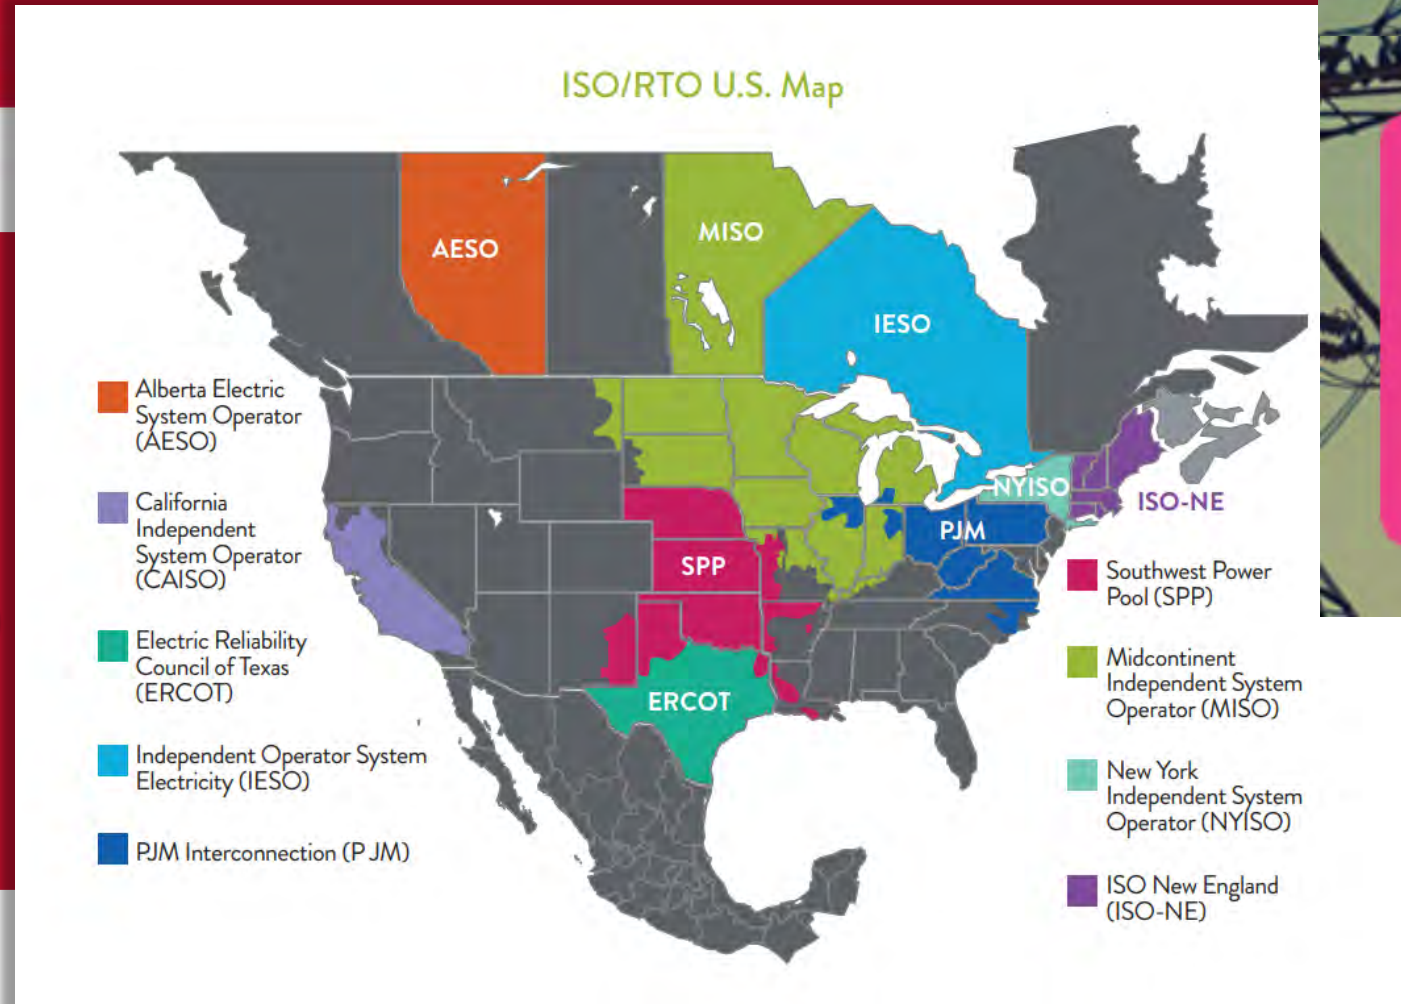 ISO/RTO U.S. Map
AESO
MISO
IESO
NYISO
ISO-NE
PJM
SPP
ERCOT
Alberta Electric
System Operator
(AESO)
California
Independent
System Operator
(CAISO)
Electric Reliability
Council of Texas
(ERCOT)
Independent Operator System
Electricity (IESO)
PJM Interconnection (P JM)
Southwest Power
Pool (SPP)
Midcontinent
Independent System
Operator (MISO)
New York
Independent System
Operator (NYISO)
ISO New England
(ISO-NE)